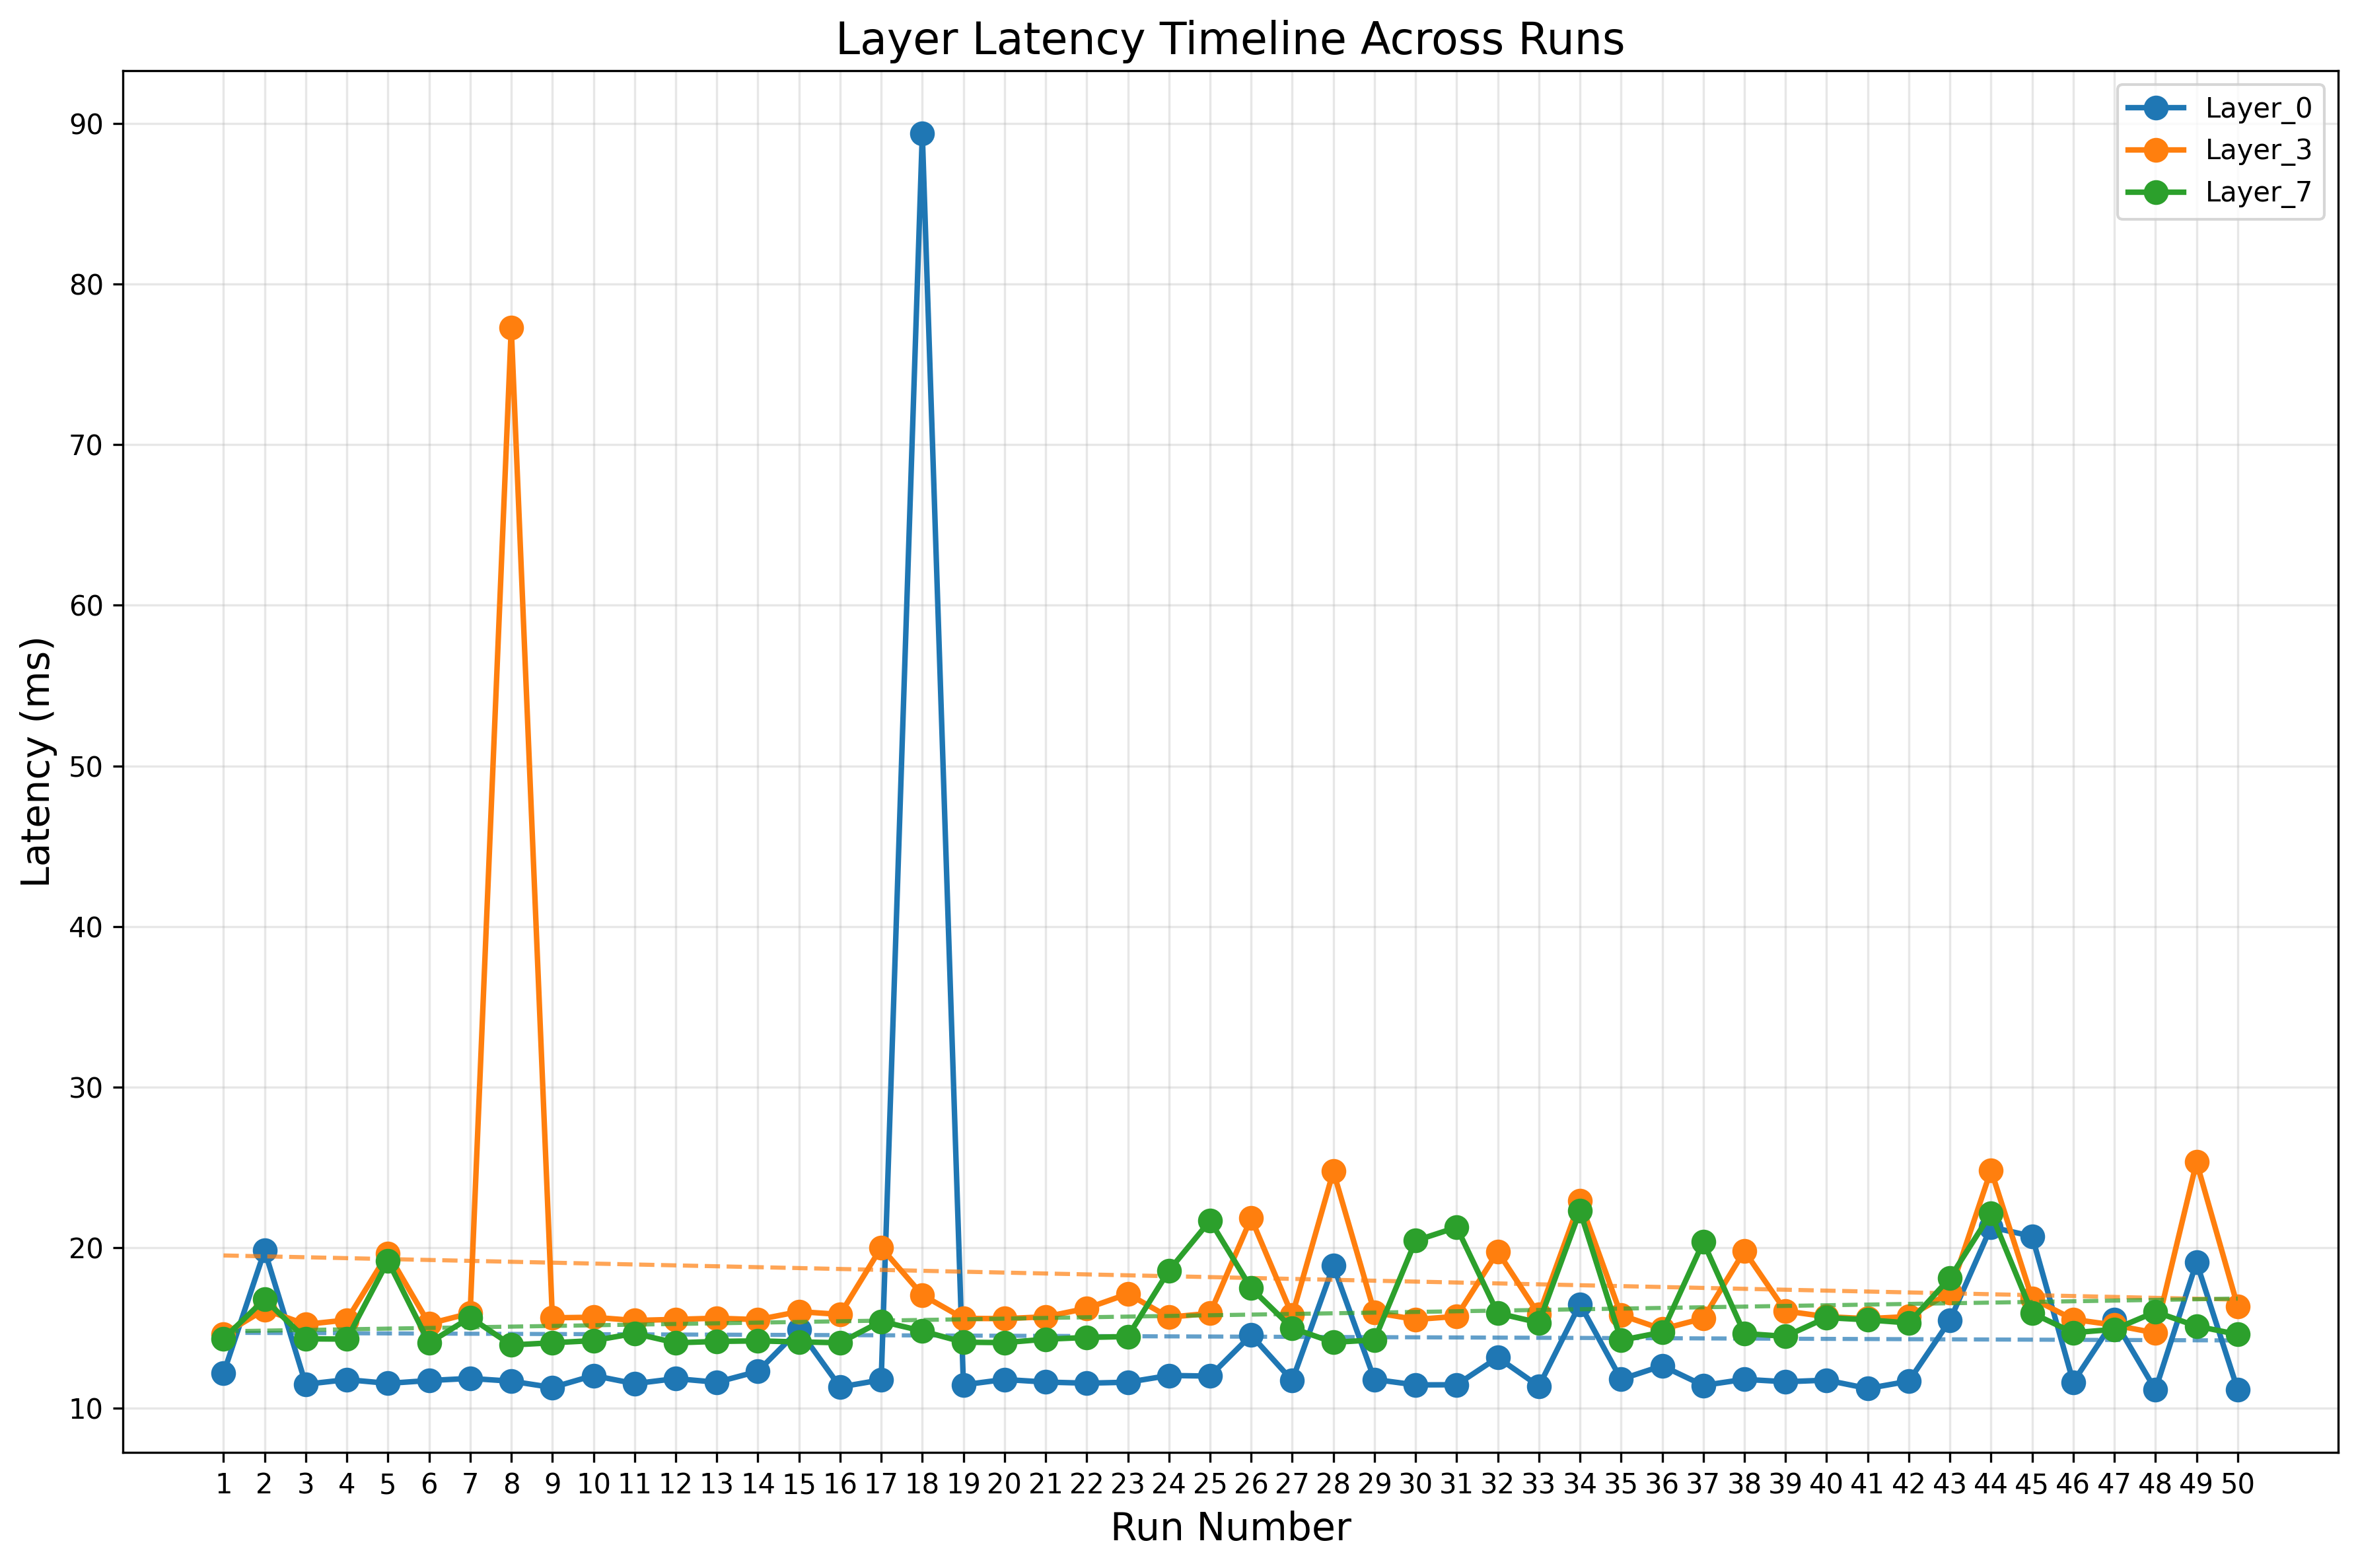 Layer Latency Timeline Across Runs
Layer_0
Layer_3
Layer_7
Latency (ms)
90
80
70
60
50
40
30
20
10
1 2 3 4 5 6 7 8 9 10 11 12 13 14 15 16 17 18 19 20 21 22 23 24 25 26 27 28 29 30 31 32 33 34 35 36 37 38 39 40 41 42 43 44 45 46 47 48 49 50
Run Number